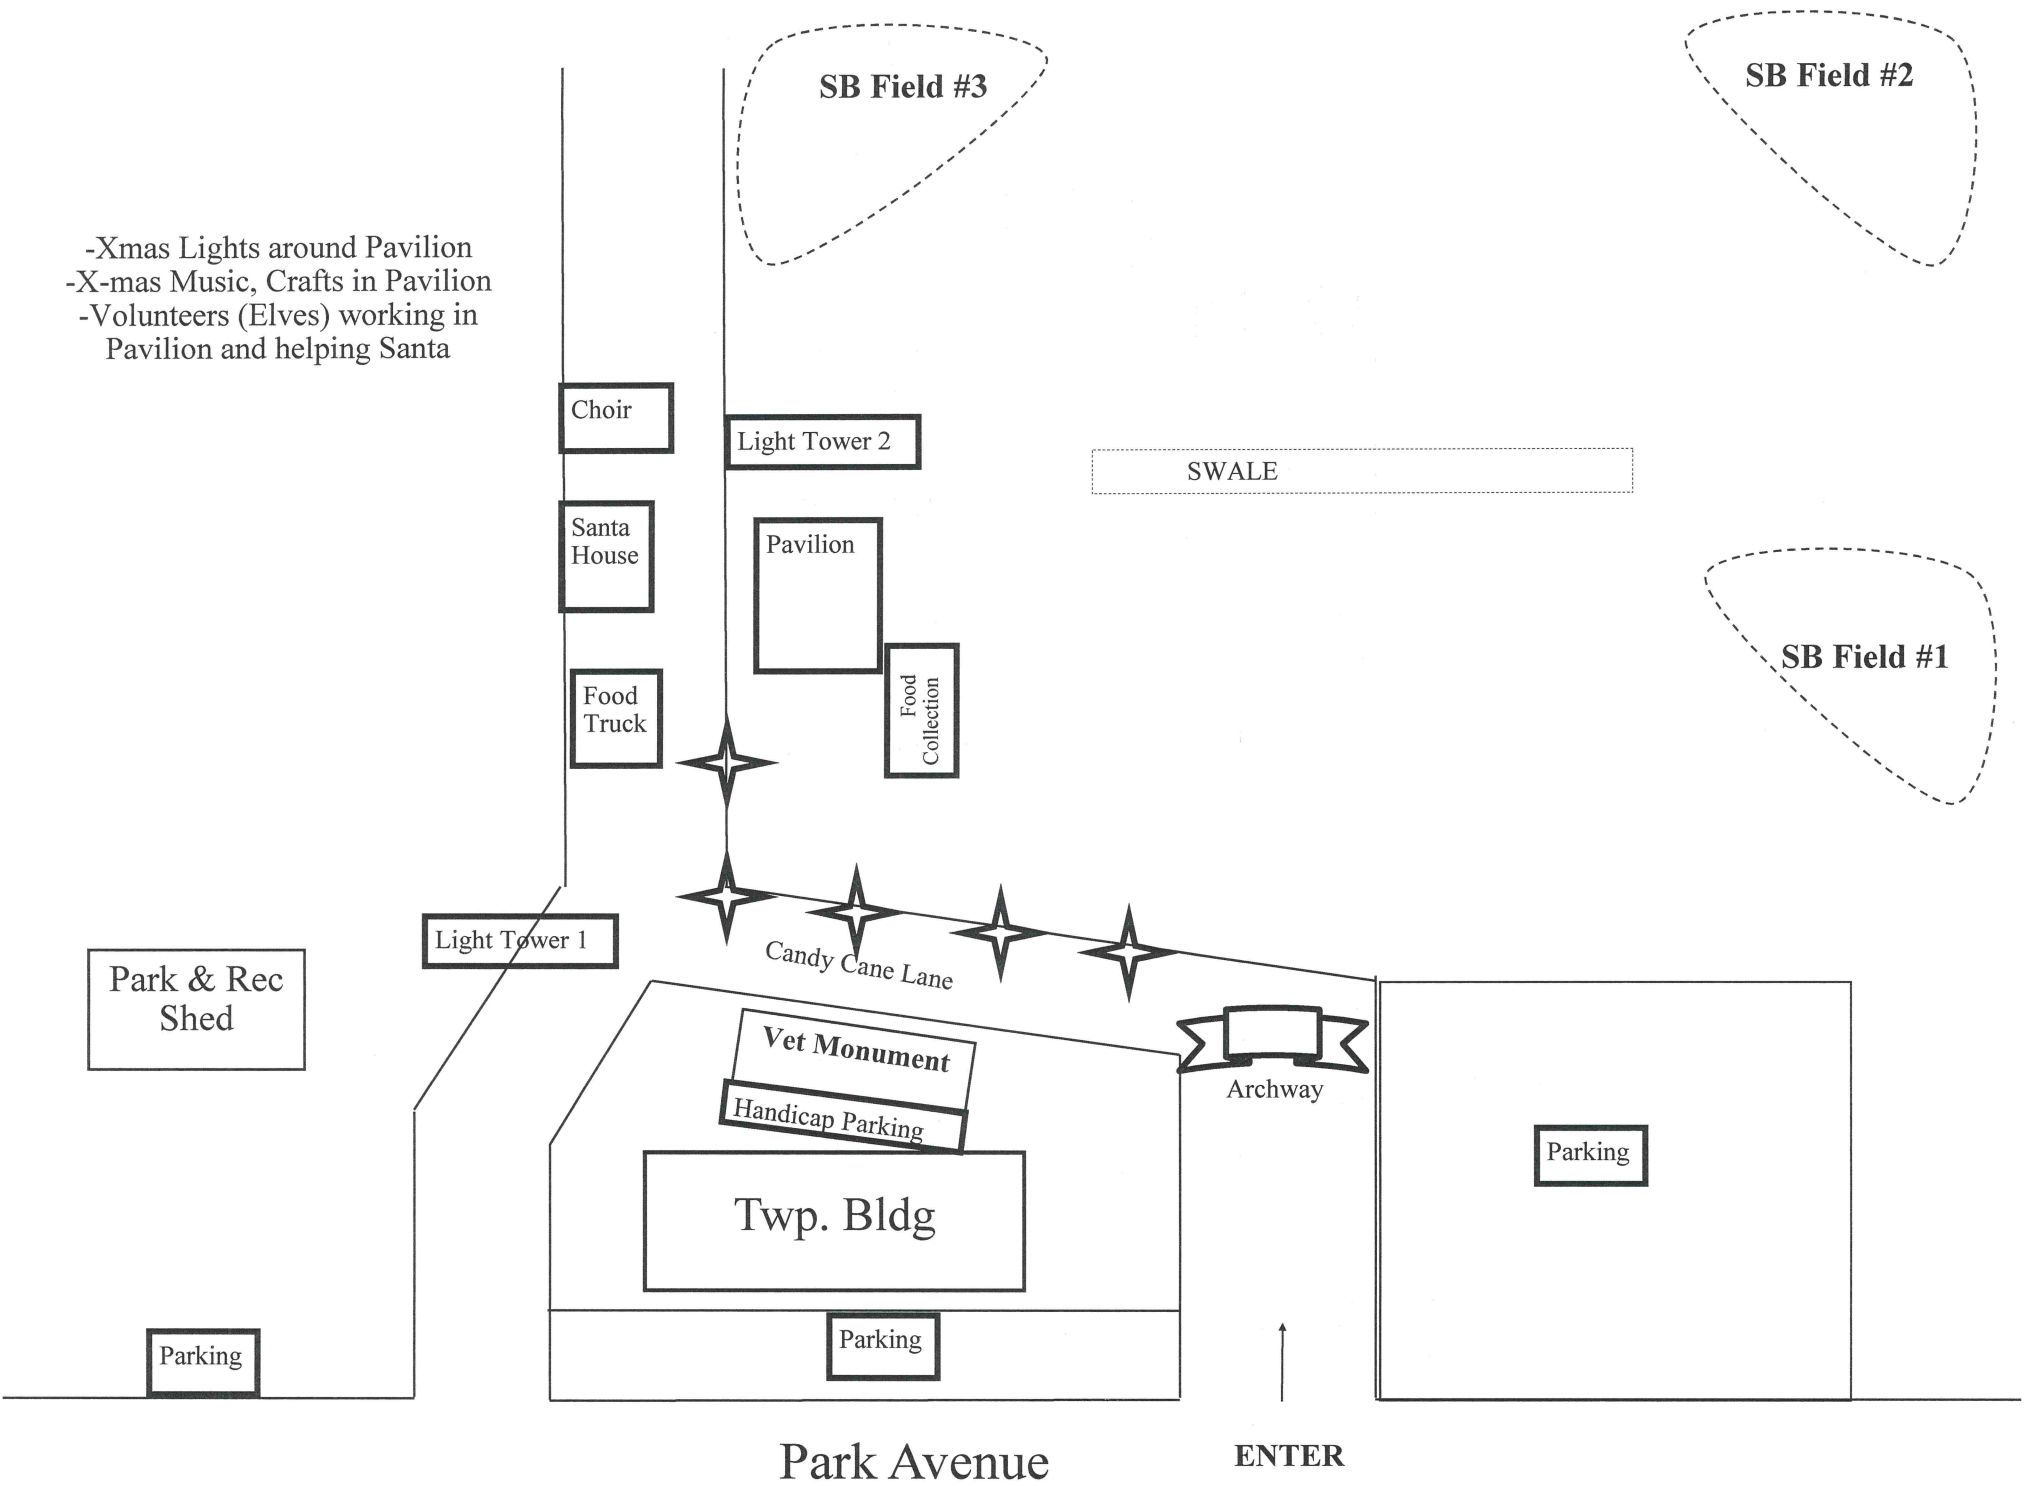 SB Field #3
SB Field #2
-Xmas Lights around Pavilion
-X-mas Music, Crafts in Pavilion
-Volunteers (Elves) working in
Pavilion and helping Santa
Choir
Light Tower 2
SWALE
Santa
House
Pavilion
SB Field #1
Food
Truck
Food
Collection
Light Tower 1
Candy Cane Lane
Park & Rec
Shed
Vet Monument
Archway
Handicap Parking
Parking
Twp. Bldg
Parking
Parking
Park Avenue
ENTER